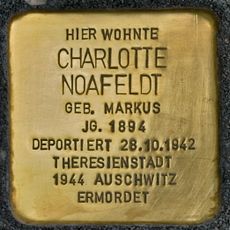 HIER WOHNTE
CHARLOTTE
NOAFELDT
GEB. MARKUS
JG. 1894
DEPORTIERT 28.10.1942
THERESIENSTADT
1944 AUSCHWITZ
ERMORDET